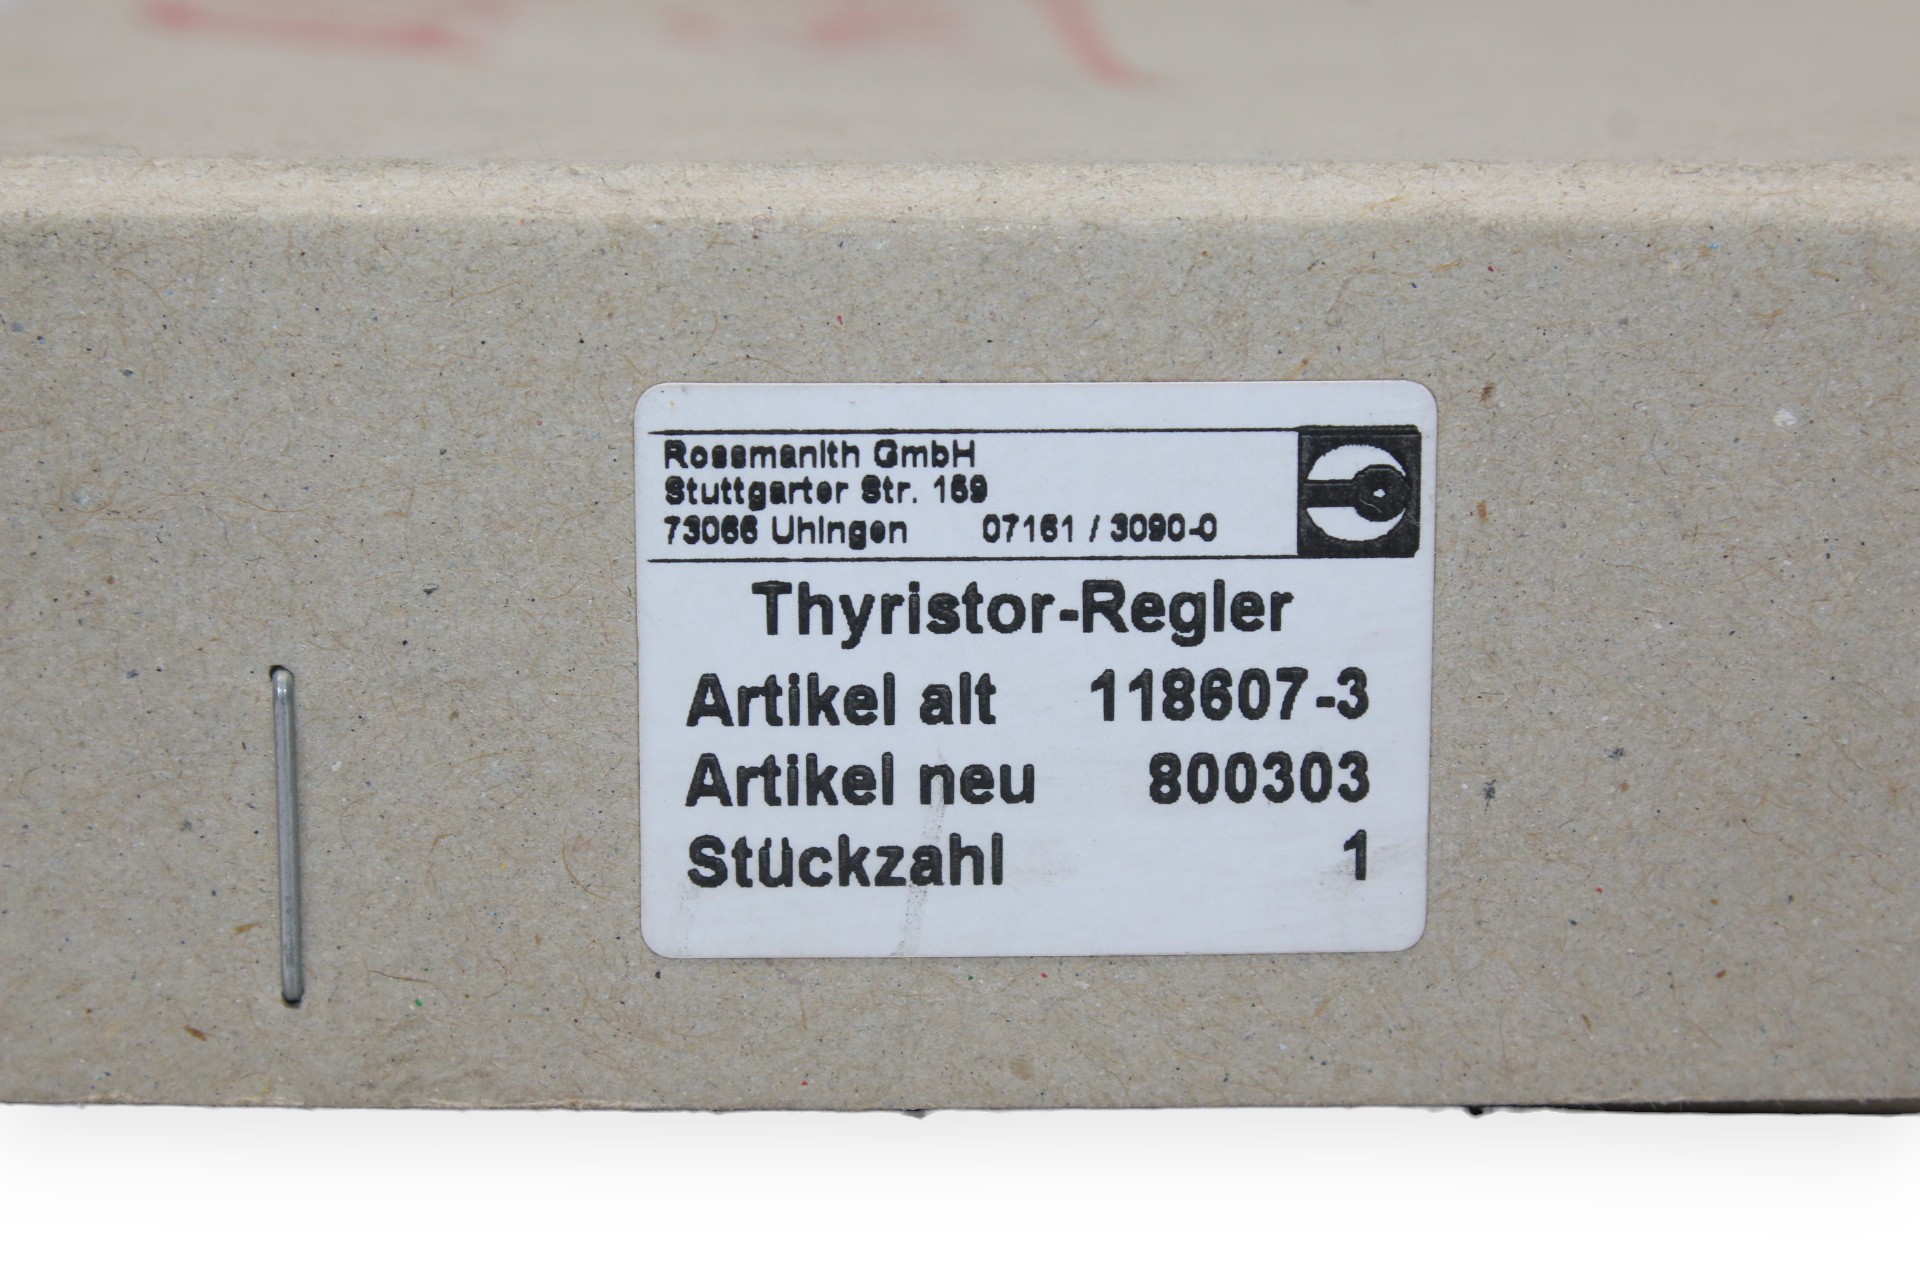 Rossmanith GmbH
Stuttgarter Str. 159
73066 Uhingen 07161 / 3090-0
Thyristor-Regler
Artikel alt 118607-3
Artikel neu 800303
Stückzahl 1